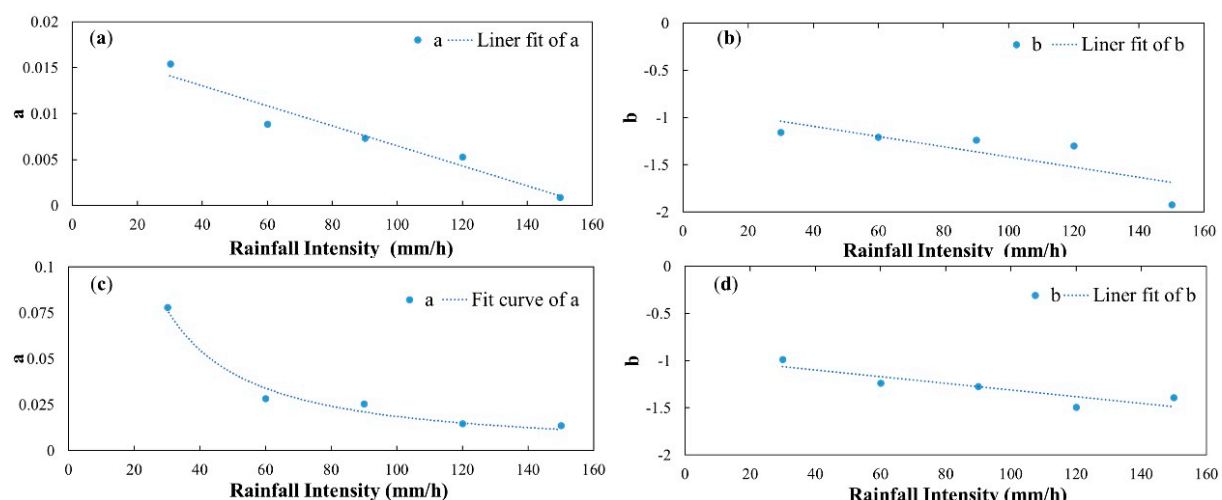 (a)
a
Liner fit of a
0.02
0.015
0.01
0.005
0
a
0
20
40
60
80
100
120
140
160
Rainfall Intensity (mm/h)
(b)
b
Liner fit of b
0
-0.5
-1
-1.5
-2
b
0
20
40
60
80
100
120
140
160
Rainfall Intensity (mm/h)
(c)
a
Fit curve of a
0.1
0.075
0.05
0.025
0
a
0
20
40
60
80
100
120
140
160
Rainfall Intensity (mm/h)
(d)
b
Liner fit of b
0
-0.5
-1
-1.5
-2
b
0
20
40
60
80
100
120
140
160
Rainfall Intensity (mm/h)